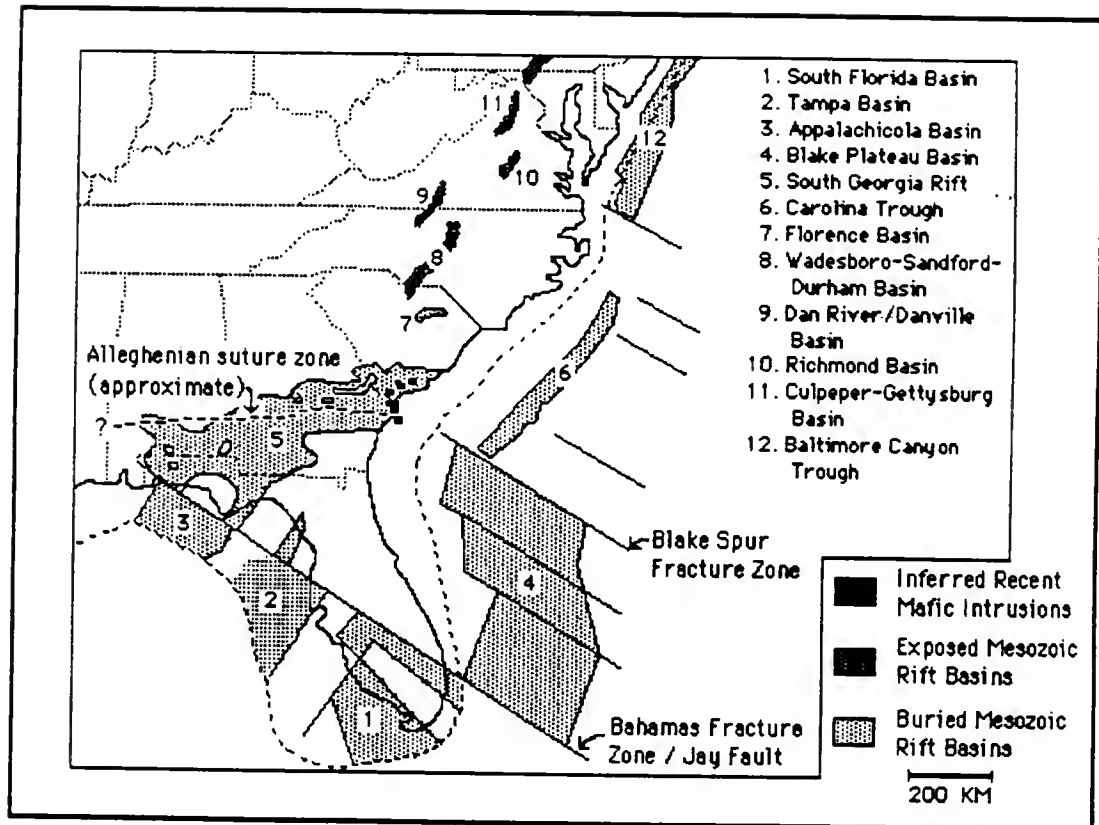 1. South Florida Basin
2. Tampa Basin
3. Appalachicola Basin
4. Blake Plateau Basin
5. South Georgia Rift
6. Carolina Trough
7. Florence Basin
8. Wadesboro-Sandford-
Durham Basin
9. Dan River/Danville
Basin
10. Richmond Basin
11. Culpeper-Gettysburg
Basin
12. Baltimore Canyon
Trough
11
12
10
9
8
7
Alleghenian suture zone
(approximate)
6
?
5
3
Blake Spur
Fracture Zone
4
2
1
Bahamas Fracture
Zone / Jay Fault
Inferred Recent
Mafic Intrusions
Exposed Mesozoic
Rift Basins
Buried Mesozoic
Rift Basins
200 KM